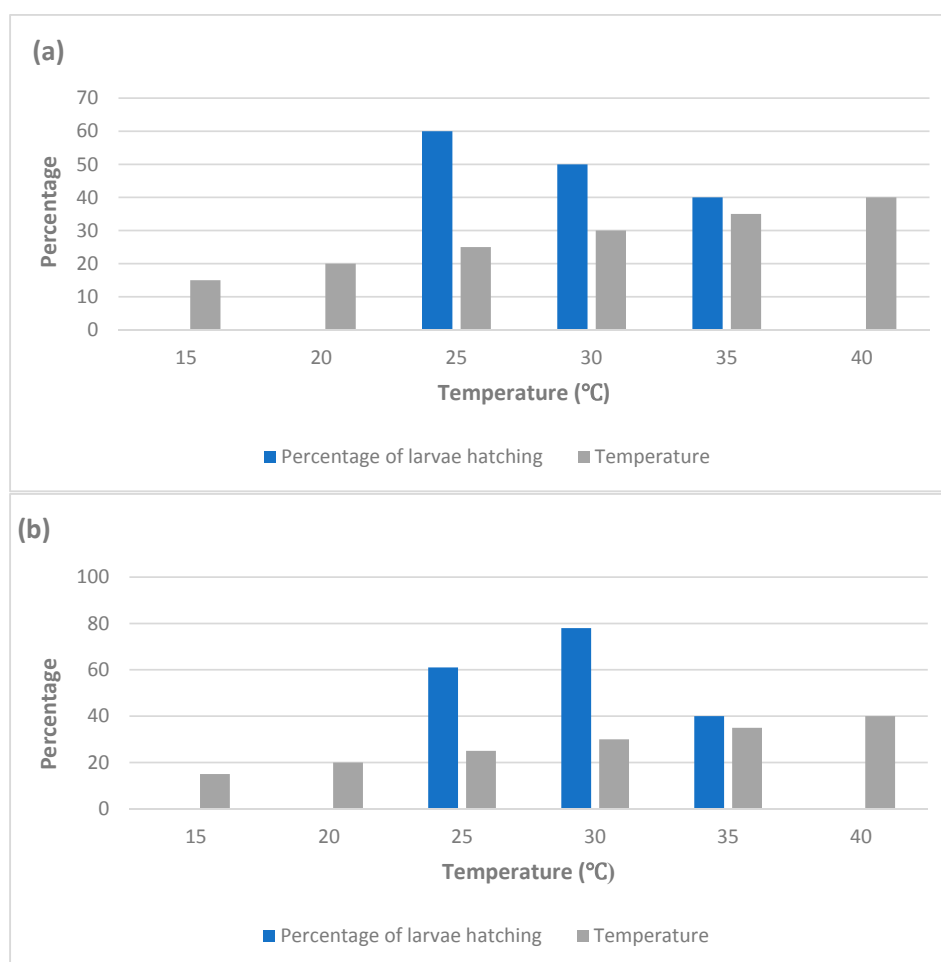 (a)
70
60
50
40
30
20
10
0
Percentage
15 20 25 30 35 40
Temperature (℃)
Percentage of larvae hatching Temperature
(b)
100
80
60
40
20
0
Percentage
15 20 25 30 35 40
Temperature (℃)
Percentage of larvae hatching Temperature